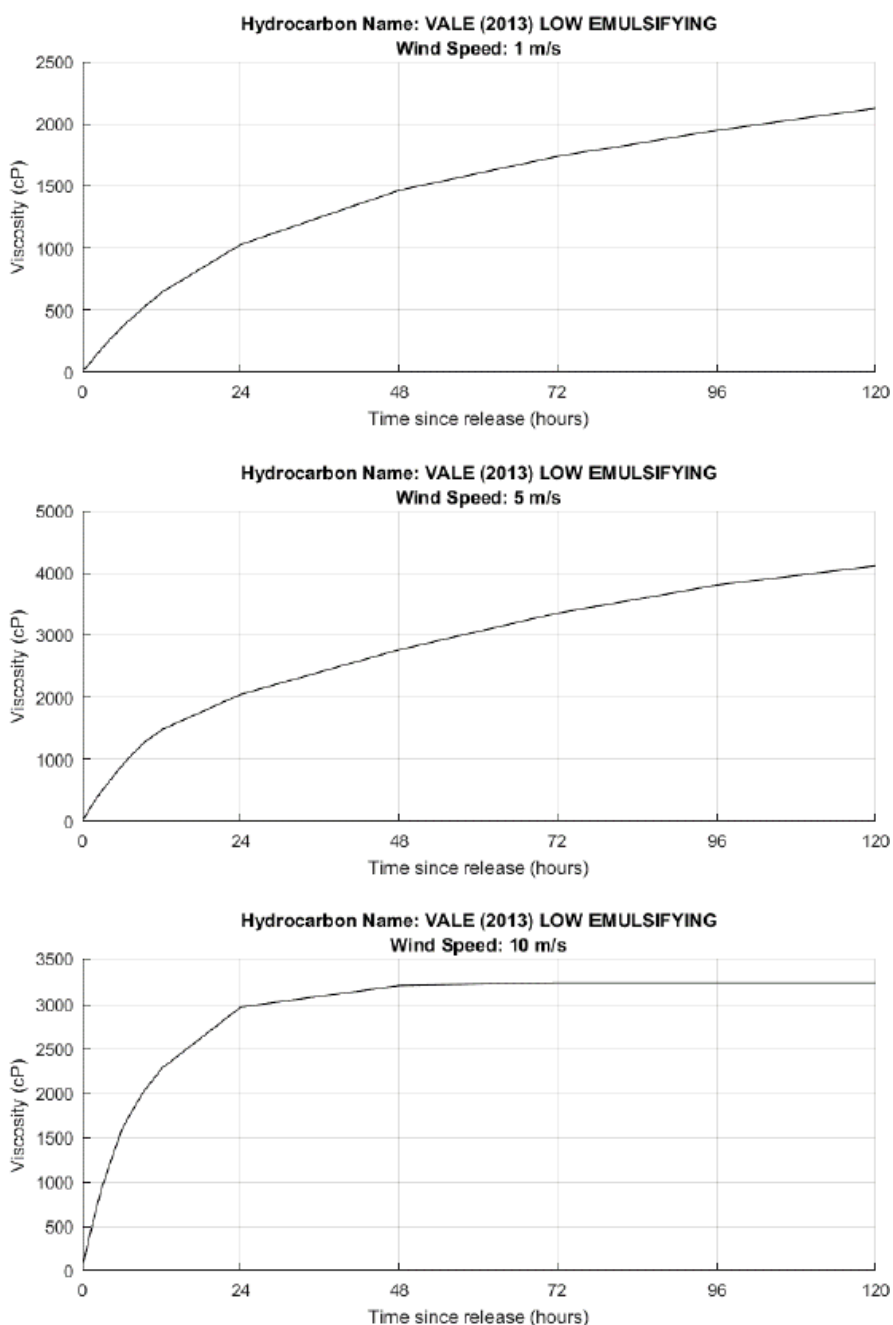 Hydrocarbon Name: VALE (2013) LOW EMULSIFYING
Wind Speed: 1 m/s
2500
2000
1500
1000
500
0
Viscosity (cP)
0 24 48 72 96 120
Time since release (hours)
Hydrocarbon Name: VALE (2013) LOW EMULSIFYING
Wind Speed: 5 m/s
5000
4000
3000
2000
1000
0
Viscosity (cP)
0 24 48 72 96 120
Time since release (hours)
Hydrocarbon Name: VALE (2013) LOW EMULSIFYING
Wind Speed: 10 m/s
3500
3000
2500
2000
1500
1000
500
0
Viscosity (cP)
0 24 48 72 96 120
Time since release (hours)